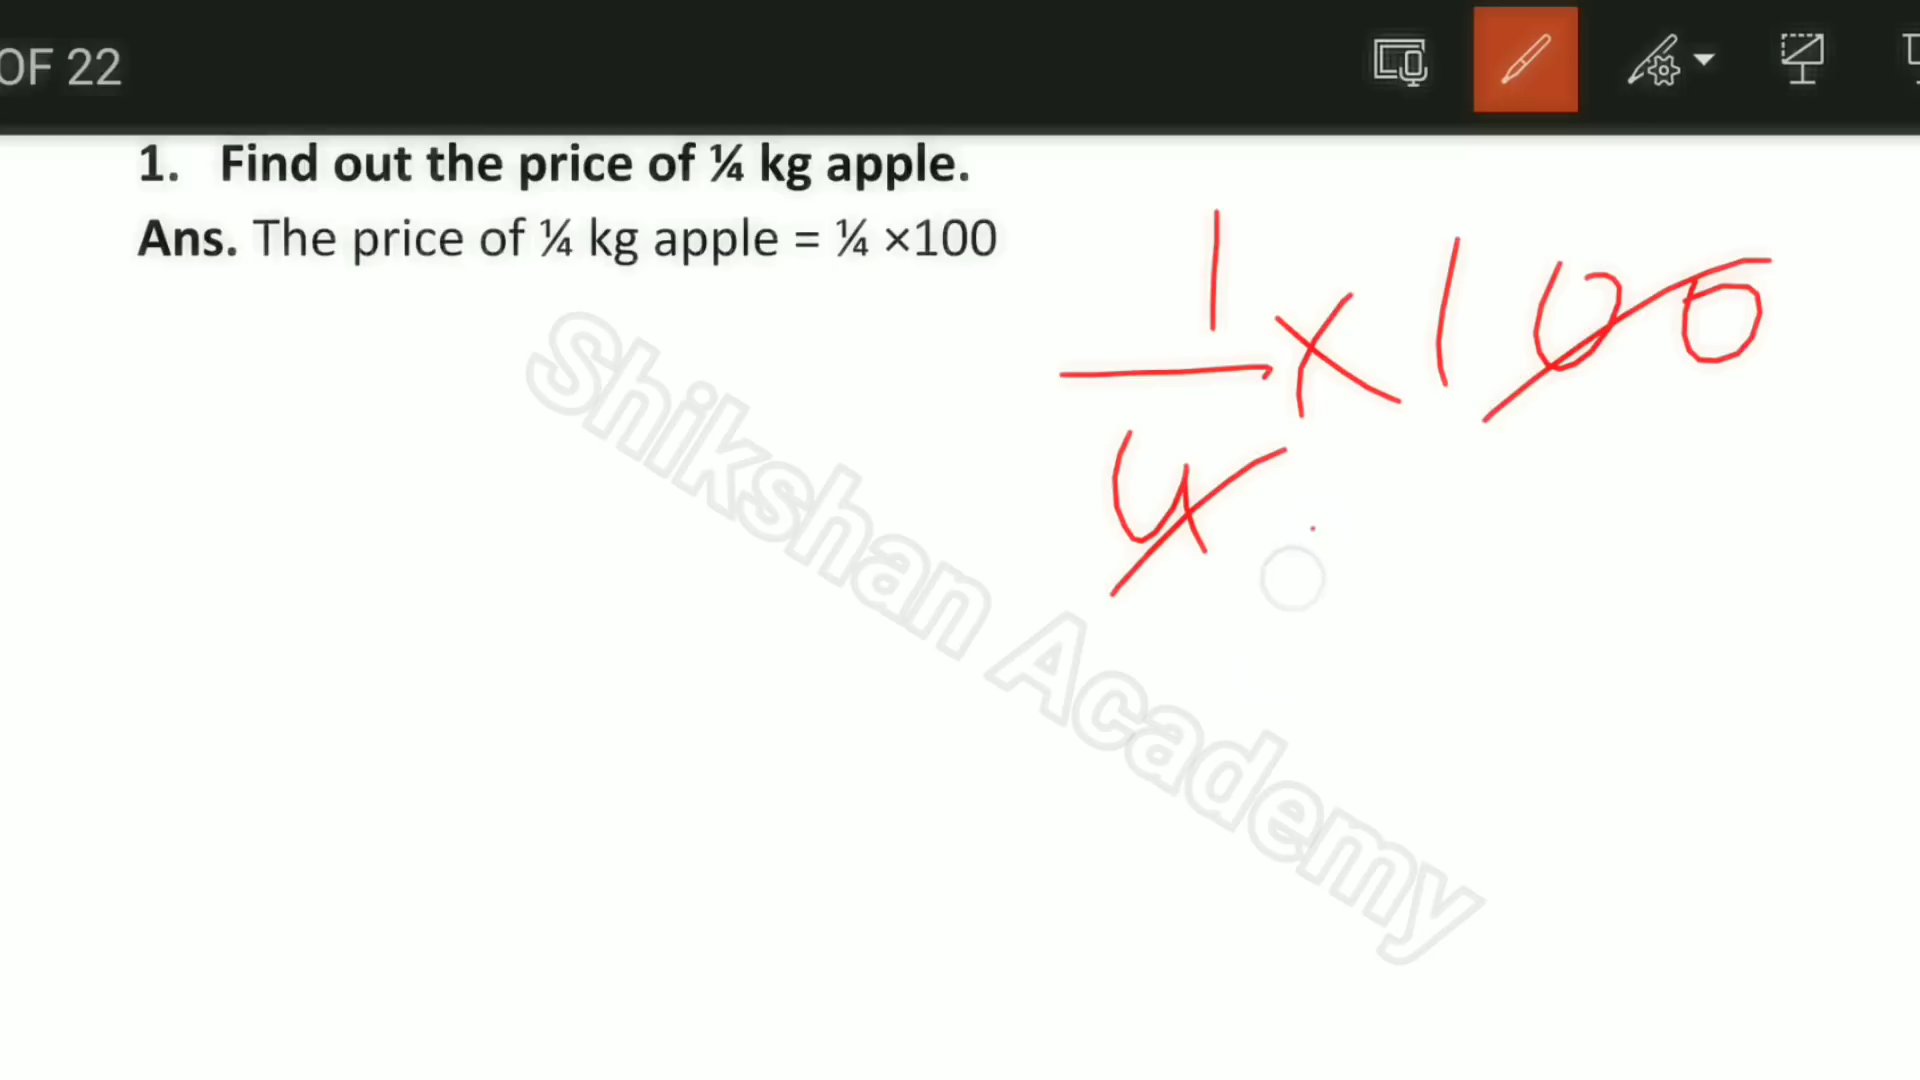 OF 22
1. Find out the price of ¼ kg apple.
Ans. The price of ¼ kg apple = ¼ ×100
1
× 100
4
Shikshan Academy